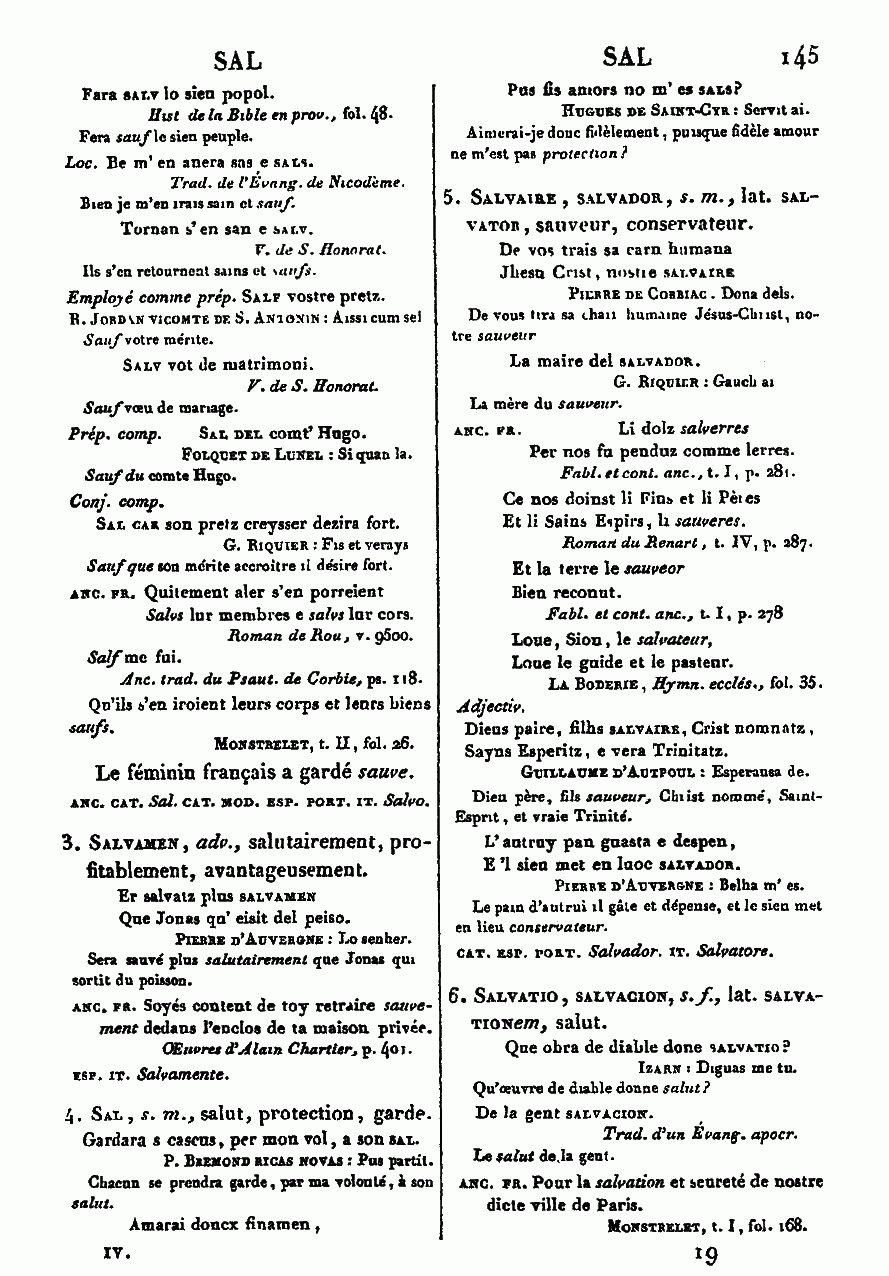 SAL
SAL 145
Fara SALV lo sien popol.
Hist de la Bible en prov., fol. 48.
Fera sauf le sien peuple.
Loc. Be m' en anera sas e SALS.
Trad. de l'Évang. de Nicodème.
Bien je m'en irais sain et sauf.
Tornan s' en san e SALV.
V. de S. Honorat.
Ils s'en retournent sains et saufs.
Employé comme prép. SALF vostre pretz.
R. JORDAN VICOMTE DE S. ANTONIN : Aissi cum sel
Sauf votre mérite.
SALV vot de matrimoni.
V. de S. Honorat.
Sauf vœu de mariage.
Prép. comp. SAL DEL comt' Hugo.
FOLQUET DE LUNEL : Si quan la.
Sauf du comte Hugo.
Conj. comp.
SAL CAR son pretz creysser dezira fort.
G. RIQUIER : Fis et verays
Sauf que son mérite accroître il désire fort.
ANC. FR. Quitement aler s'en porreient
Salvs lur membres e salvs lur cors.
Roman de Rou, v. 9500.
Salf me fai.
Anc. trad. du Psaut. de Corbie, ps. 118.
Qu'ils s'en iroient leurs corps et leurs biens
saufs.
MONSTRELET, t. II, fol. 26.
Le féminin français a gardé sauve.
ANC. CAT. Sal. CAT. MOD. ESP. PORT. IT. Salvo.
3. SALVAMEN, adv., salutairement, pro-
fitablement, avantageusement.
Er salvatz plus SALVAMEN
Que Jonas qu' eisit del peiso.
PIERRE D'AUVERGNE : Lo senher.
Sera sauvé plus salutairement que Jonas qui
sortit du poisson.
ANC. FR. Soyés content de toy retraire sauve-
ment dedans l'enclos de ta maison privée.
Œuvres d'Alain Chartier, p. 401.
ESP. IT. Salvamente.
4. SAL, s. m., salut, protection, garde.
Gardara s cascus, per mon vol, a son SAL.
P. BREMOND RICAS NOVAS : Pus partit.
Chacun se prendra garde, par ma volonté, à son
salut.
Amarai doncx finamen,
IV.
Pus fis amors no m' es SALS?
HUGUES DE SAINT-CYR : Servit ai.
Aimerai-je donc fidèlement, puisque fidèle amour
ne m'est pas protection?
5. SALVAIRE, SALVADOR, s. m., lat. SAL-
VATOR, sauveur, conservateur.
De vos trais sa carn humana
Jhesu Crist, nostre SALVAIRE
PIERRE DE CORBIAC. Dona dels.
De vous tira sa chair humaine Jésus-Christ, no-
tre sauveur
La maire del SALVADOR.
G. RIQUIER : Gauch ai
La mère du sauveur.
ANC. FR. Li dolz salverres
Per nos fu penduz comme lerres.
Fabl. et cont. anc., t. I, p. 281.
Ce nos doinst li Fins et li Pères
Et li Sains Espirs, li sauveres.
Roman du Renart, t. IV, p. 287.
Et la terre le sauveor
Bien reconut.
Fabl. et cont. anc., t. I, p. 278
Loue, Sion, le salvateur,
Loue le guide et le pasteur.
LA BODERIE, Hymn. ecclés., fol. 35.
Adjectiv.
Dieus paire, filhs SALVAIRE, Crist nomnatz,
Sayns Esperitz, e vera Trinitatz.
GUILLAUME D'AUTPOUL : Esperansa de.
Dieu père, fils sauveur, Christ nommé, Saint-
Esprit, et vraie Trinité.
L' autruy pan guasta e despen,
E 'l sieu met en luoc SALVADOR.
PIERRE D'AUVERGNE : Belha m' es.
Le pain d'autrui il gâte et dépense, et le sien met
en lieu conservateur.
CAT. ESP. PORT. Salvador. IT. Salvatore.
6. SALVATIO, SALVACION, s. f., lat. SALVA-
TIONem, salut.
Que obra de diable done SALVATIO?
IZARN : Diguas me tu.
Qu'œuvre de diable donne salut?
De la gent SALVACION.
Trad. d'un Évang. apocr.
Le salut de la gent.
ANC. FR. Pour la salvation et seureté de nostre
dicte ville de Paris.
MONSTRELET, t. I, fol. 168.
19